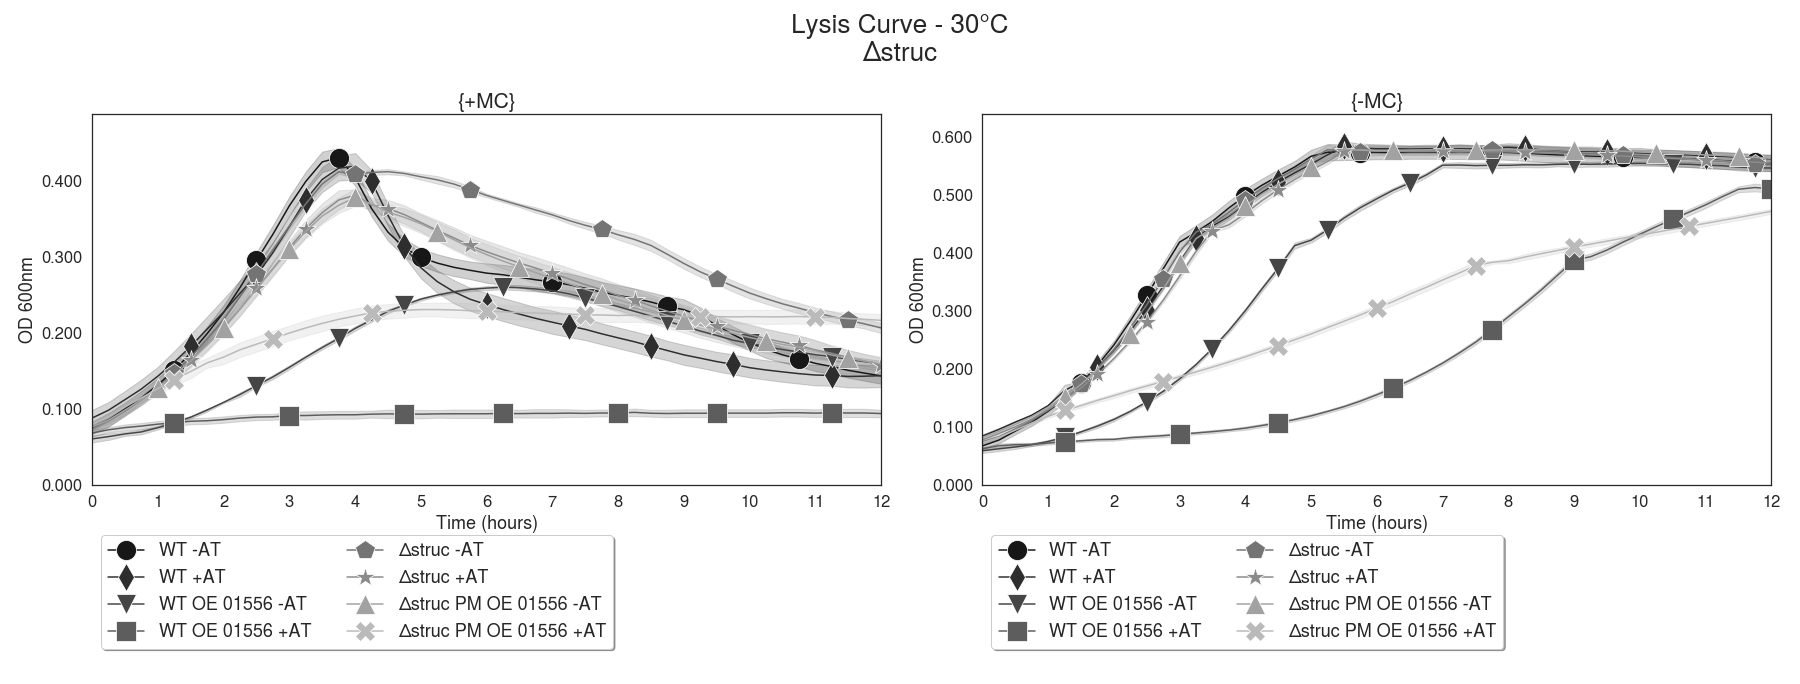 Lysis Curve - 30°C
Δstruc
{+MC}
OD 600nm
0.400
0.300
0.200
0.100
0.000
0 1 2 3 4 5 6 7 8 9 10 11 12
Time (hours)
WT -AT
WT +AT
WT OE 01556 -AT
WT OE 01556 +AT
Δstruc -AT
Δstruc +AT
Δstruc PM OE 01556 -AT
Δstruc PM OE 01556 +AT
{-MC}
OD 600nm
0.600
0.500
0.400
0.300
0.200
0.100
0.000
0 1 2 3 4 5 6 7 8 9 10 11 12
Time (hours)
WT -AT
WT +AT
WT OE 01556 -AT
WT OE 01556 +AT
Δstruc -AT
Δstruc +AT
Δstruc PM OE 01556 -AT
Δstruc PM OE 01556 +AT